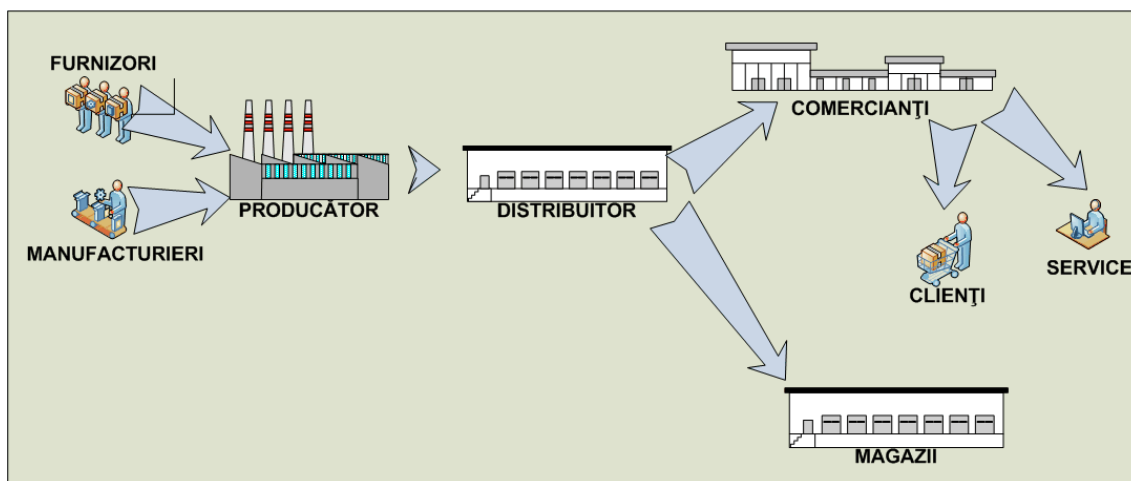 FURNIZORI
MANUFACTURIERI
PRODUCĂTOR
DISTRIBUITOR
COMERCIANŢI
CLIENŢI
SERVICE
MAGAZII